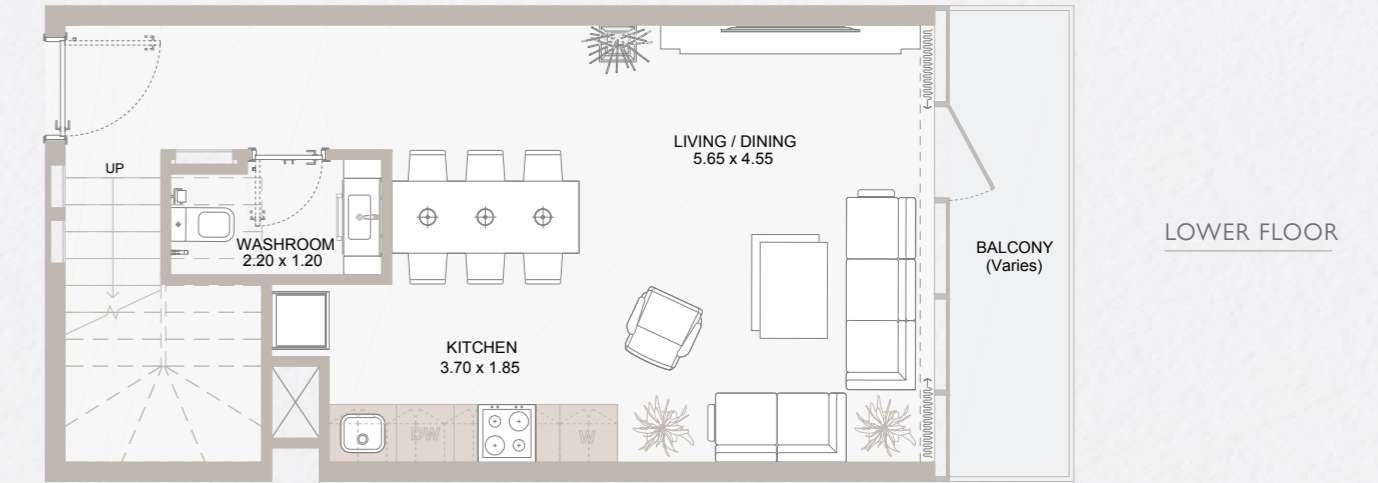 UP
LIVING / DINING
5.65 x 4.55
WASHROOM
2.20 x 1.20
BALCONY
(Varies)
LOWER FLOOR
KITCHEN
3.70 x 1.85
DW
W